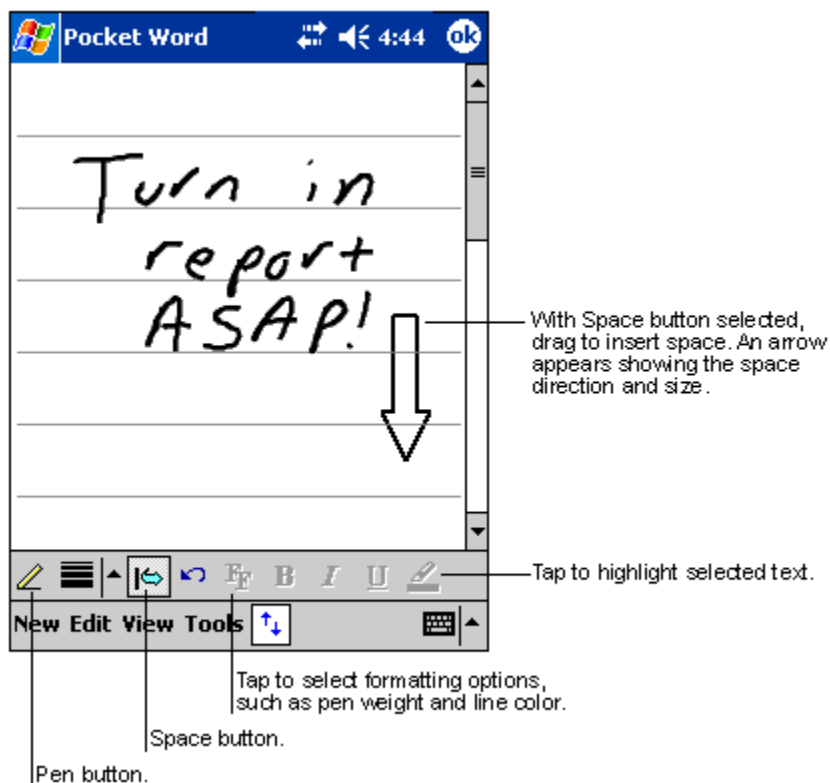 Pocket Word 4:44 ok
Turn in
report
ASAP!
With Space button selected,
drag to insert space. An arrow
appears showing the space
direction and size.
FF B I U
Tap to highlight selected text.
New Edit View Tools
Tap to select formatting options,
such as pen weight and line color.
Space button.
Pen button.